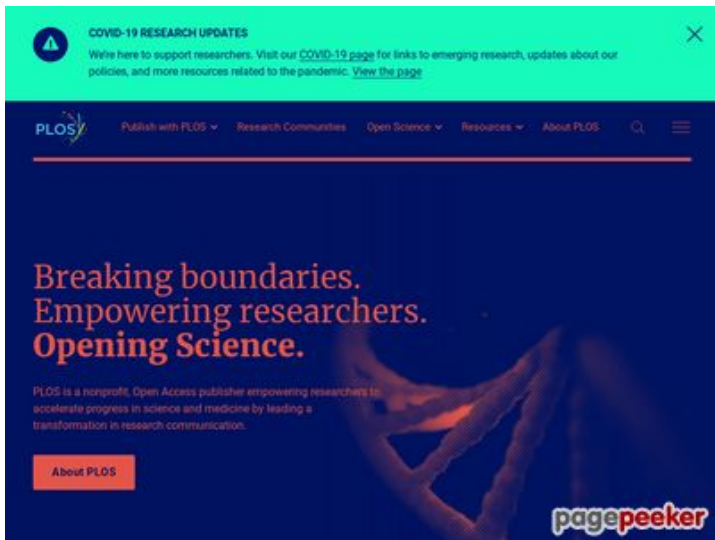 COVID-19 RESEARCH UPDATES
We're here to support researchers. Visit our COVID-19 page for links to emerging research, updates about our
policies, and more resources related to the pandemic. View the page
PLOS
Publish with PLOS
Research Communities
Open Science
Resources
About PLOS
Breaking boundaries.
Empowering researchers.
Opening Science.
PLOS is a nonprofit, Open Access publisher empowering researchers to
accelerate progress in science and medicine by leading a
transformation in research communication.
About PLOS
pagepeeker